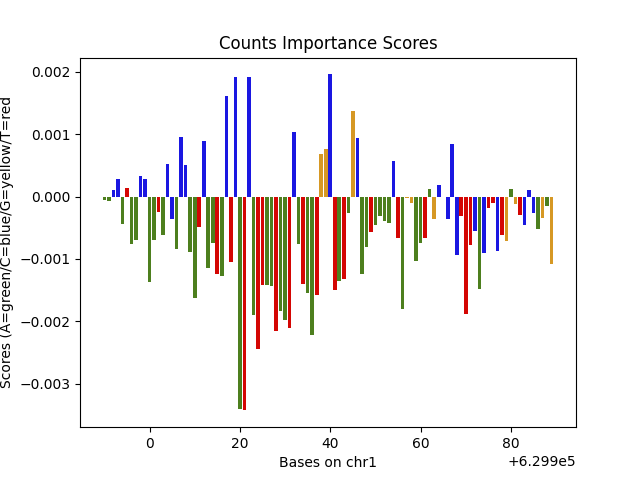 Counts Importance Scores
Scores (A=green/C=blue/G=yellow/T=red
0.002
0.001
0.000
−0.001
−0.002
−0.003
0
20
40
60
80
+6.299e5
Bases on chr1